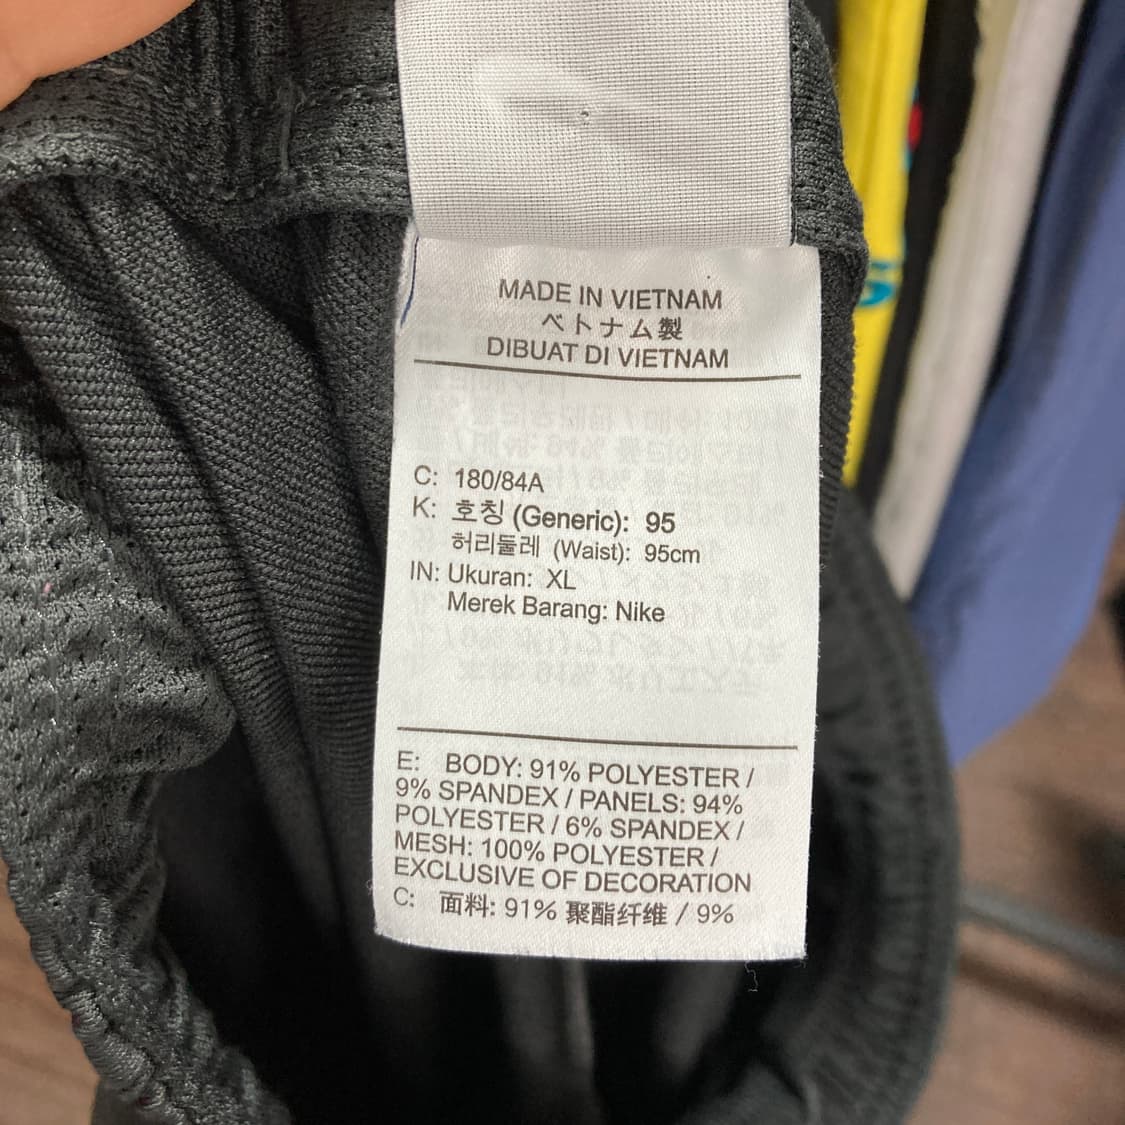 MADE IN VIETNAM
ベトナム製
DIBUAT DI VIETNAM
C: 180/84A
K: 호칭 (Generic): 95
허리둘레 (Waist): 95cm
IN: Ukuran: XL
Merek Barang: Nike
E: BODY: 91% POLYESTER /
9% SPANDEX / PANELS: 94%
POLYESTER / 6% SPANDEX /
MESH: 100% POLYESTER /
EXCLUSIVE OF DECORATION
C: 面料: 91% 聚酯纤维 / 9%